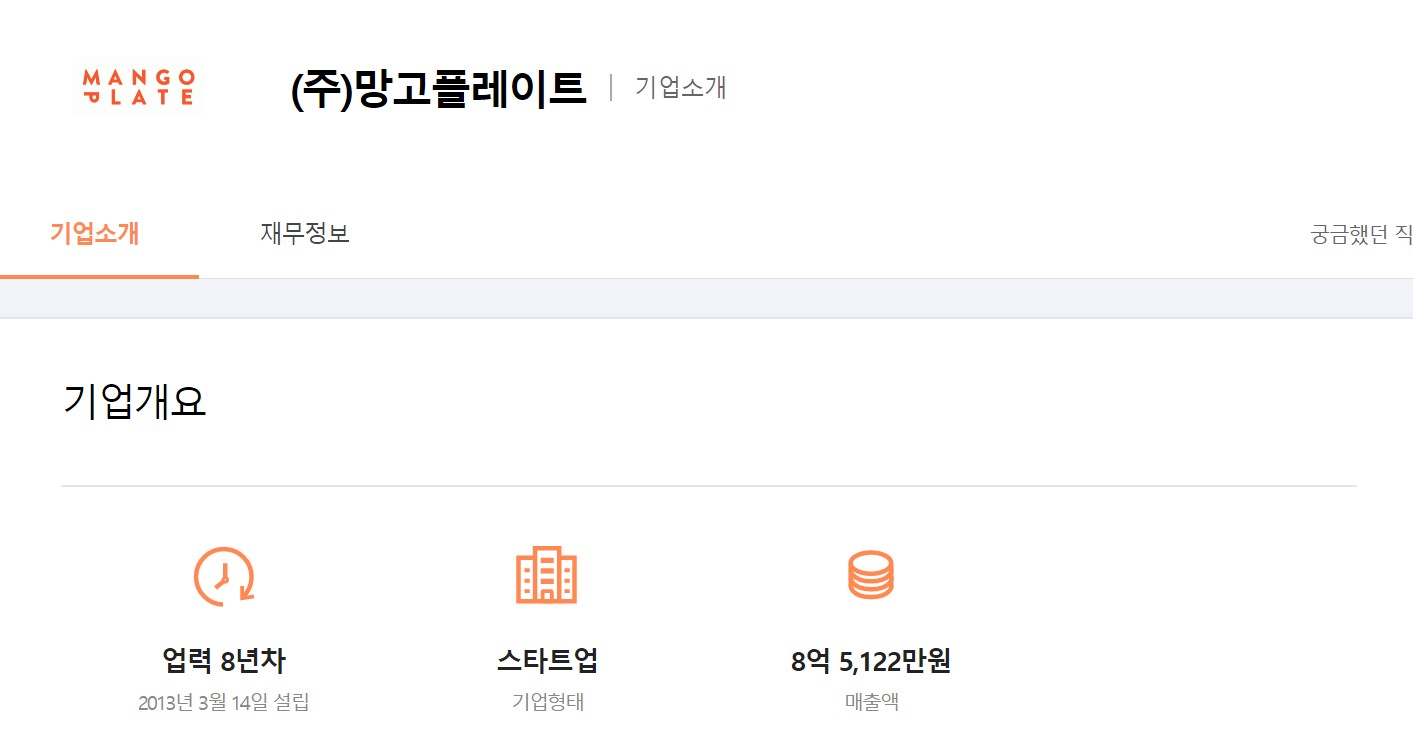 MANGO
PLATE
(주)망고플레이트 | 기업소개
기업소개 재무정보 궁금했던 직
기업개요
업력 8년차 스타트업 8억 5,122만원
2013년 3월 14일 설립 기업형태 매출액